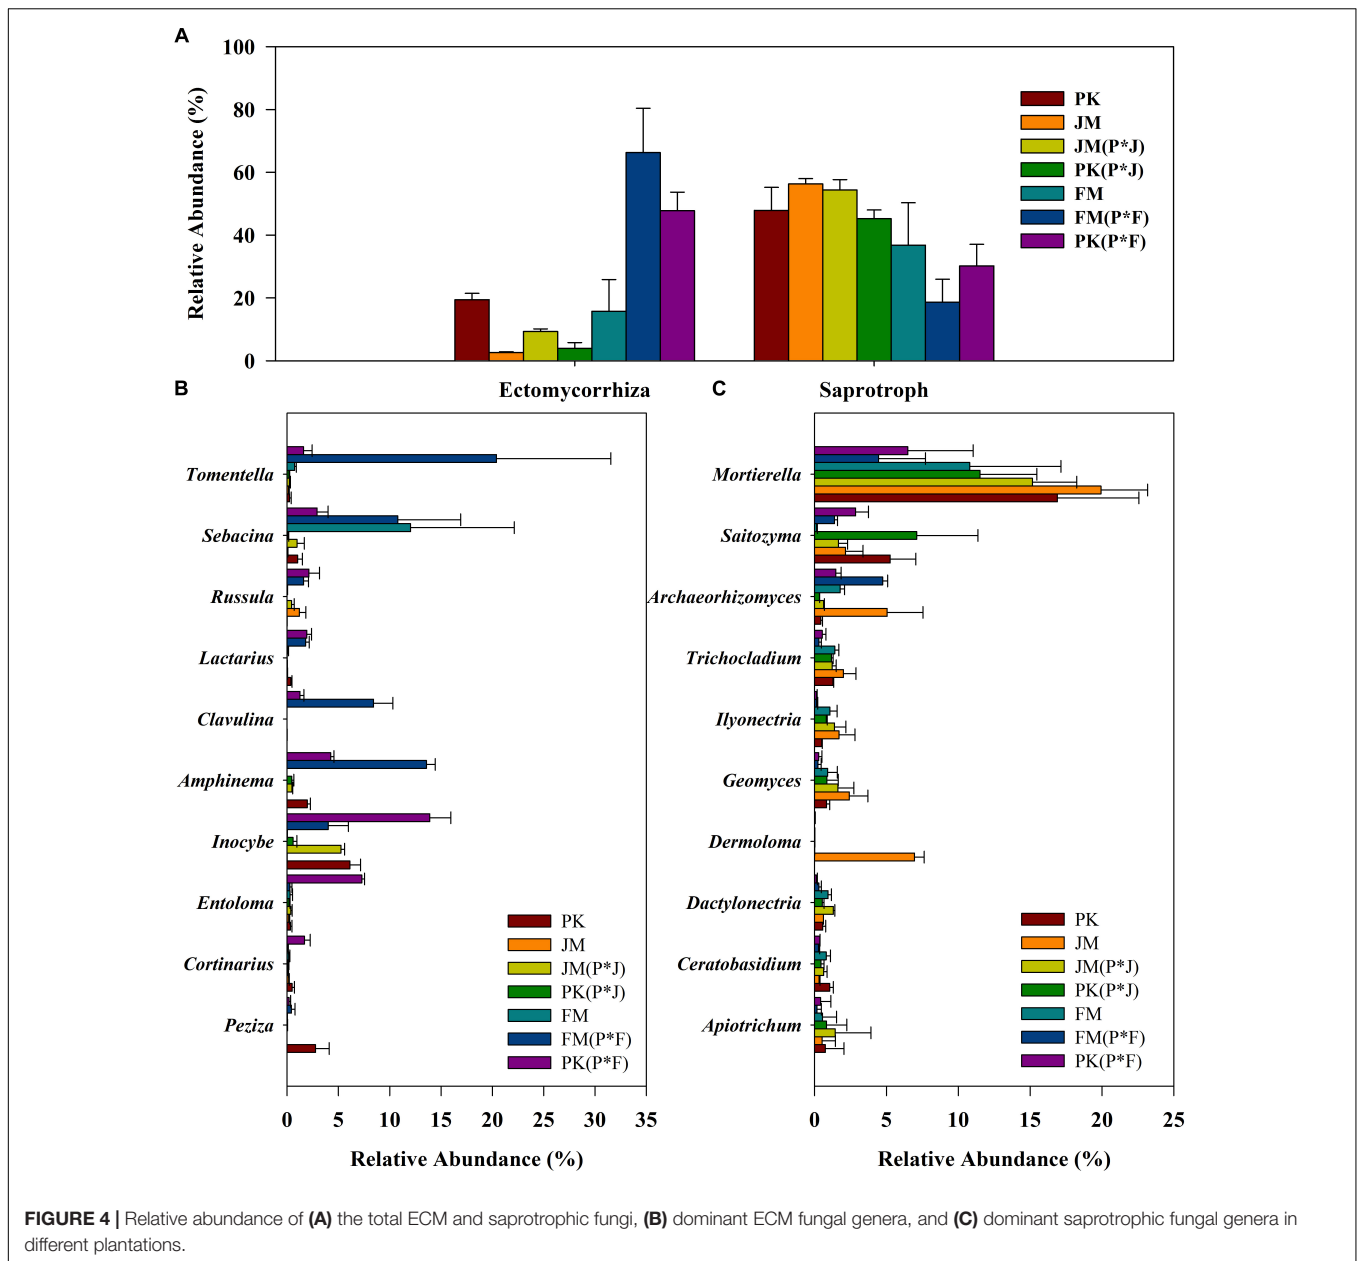 A
100
80
60
40
20
0
Relative Abundance (%)
PK
JM
JM(P*J)
PK(P*J)
FM
FM(P*F)
PK(P*F)
Ectomycorrhiza
Saprotroph
B
Tomentella
Sebacina
Russula
Lactarius
Clavulina
Amphinema
Inocybe
Entoloma
Cortinarius
Peziza
PK
JM
JM(P*J)
PK(P*J)
FM
FM(P*F)
PK(P*F)
0 5 10 15 20 25 30 35
Relative Abundance (%)
C
Mortierella
Saitozyma
Archaeorhizomyces
Trichocladium
Ilyonectria
Geomyces
Dermoloma
Dactylonectria
Ceratobasidium
Apiotrichum
PK
JM
JM(P*J)
PK(P*J)
FM
FM(P*F)
PK(P*F)
0 5 10 15 20 25
Relative Abundance (%)
FIGURE 4 | Relative abundance of (A) the total ECM and saprotrophic fungi, (B) dominant ECM fungal genera, and (C) dominant saprotrophic fungal genera in
different plantations.